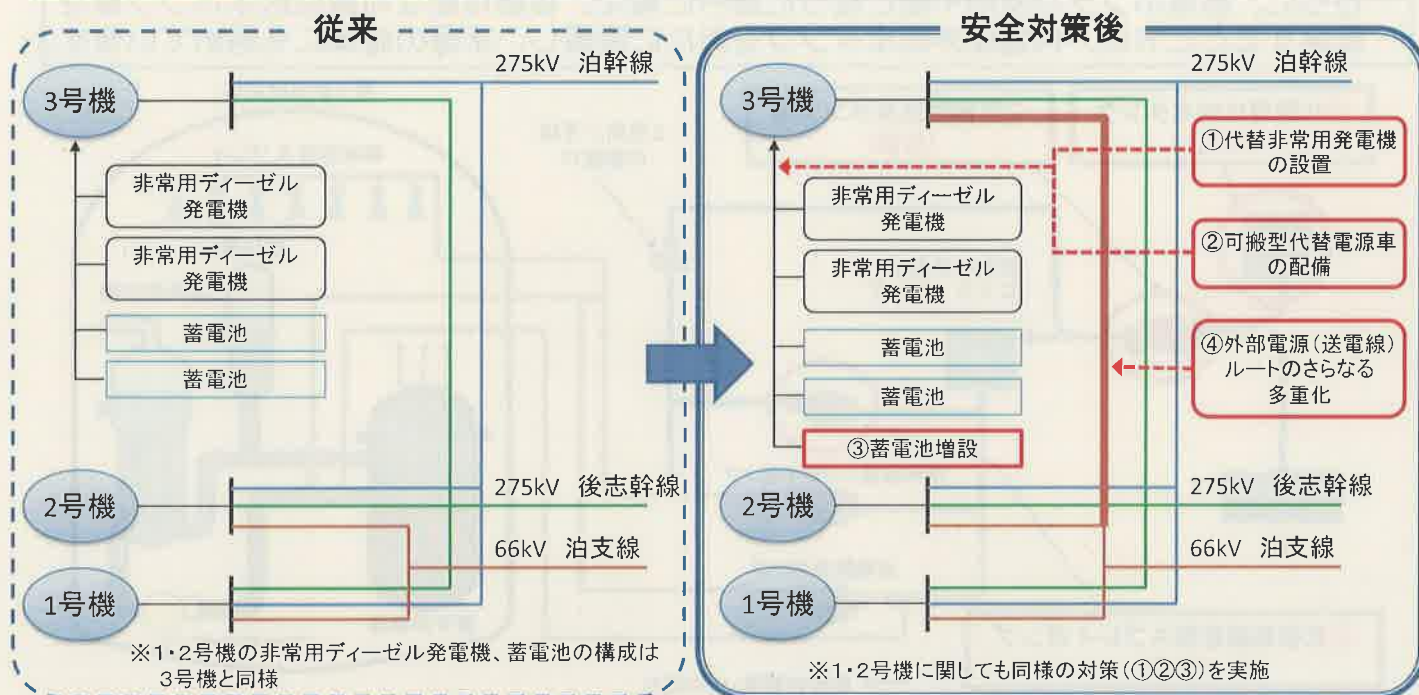 従来
275kV 泊幹線
3号機
非常用ディーゼル
発電機
非常用ディーゼル
発電機
蓄電池
蓄電池
2号機
275kV 後志幹線
66kV 泊支線
1号機
※1・2号機の非常用ディーゼル発電機、蓄電池の構成は
3号機と同様
安全対策後
275kV 泊幹線
3号機
①代替非常用発電機
の設置
非常用ディーゼル
発電機
②可搬型代替電源車
の配備
非常用ディーゼル
発電機
蓄電池
④外部電源(送電線)
ルートのさらなる
多重化
蓄電池
③蓄電池増設
2号機
275kV 後志幹線
66kV 泊支線
1号機
※1・2号機に関しても同様の対策(①②③)を実施